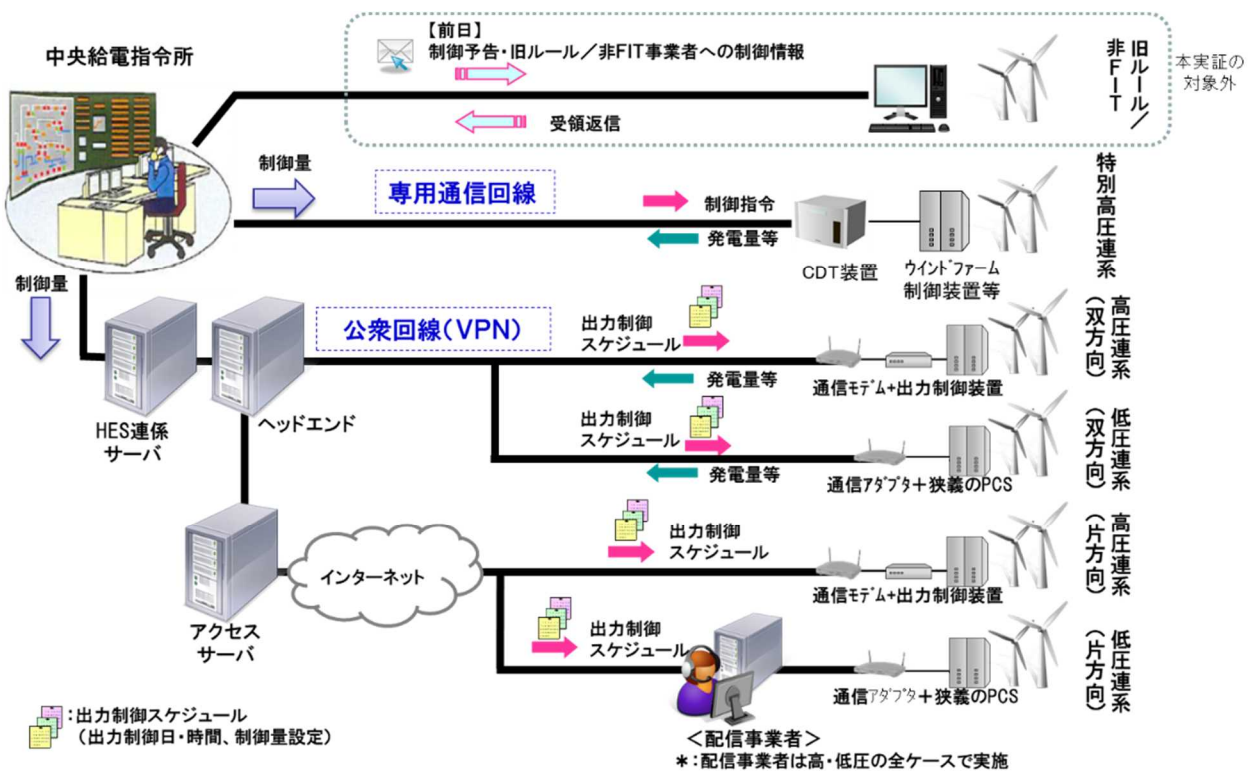 中央給電指令所
【前日】
制御予告・旧ルール／非FIT事業者への制御情報
受領返信
旧ルール／
非FIT
本実証の
対象外
制御量
専用通信回線
制御指令
発電量等
CDT装置
ウインドファーム
制御装置等
特別高圧連系
制御量
公衆回線(VPN)
出力制御
スケジュール
発電量等
通信モデム+出力制御装置
高圧連系
(双方向)
HES連係
サーバ
ヘッドエンド
出力制御
スケジュール
発電量等
通信アダプタ＋狭義のPCS
低圧連系
(双方向)
出力制御
スケジュール
通信モデム+出力制御装置
高圧連系
(片方向)
インターネット
アクセス
サーバ
出力制御
スケジュール
通信アダプタ＋狭義のPCS
低圧連系
(片方向)
＜配信事業者＞
＊：配信事業者は高・低圧の全ケースで実施
：出力制御スケジュール
（出力制御日・時間、制御量設定）